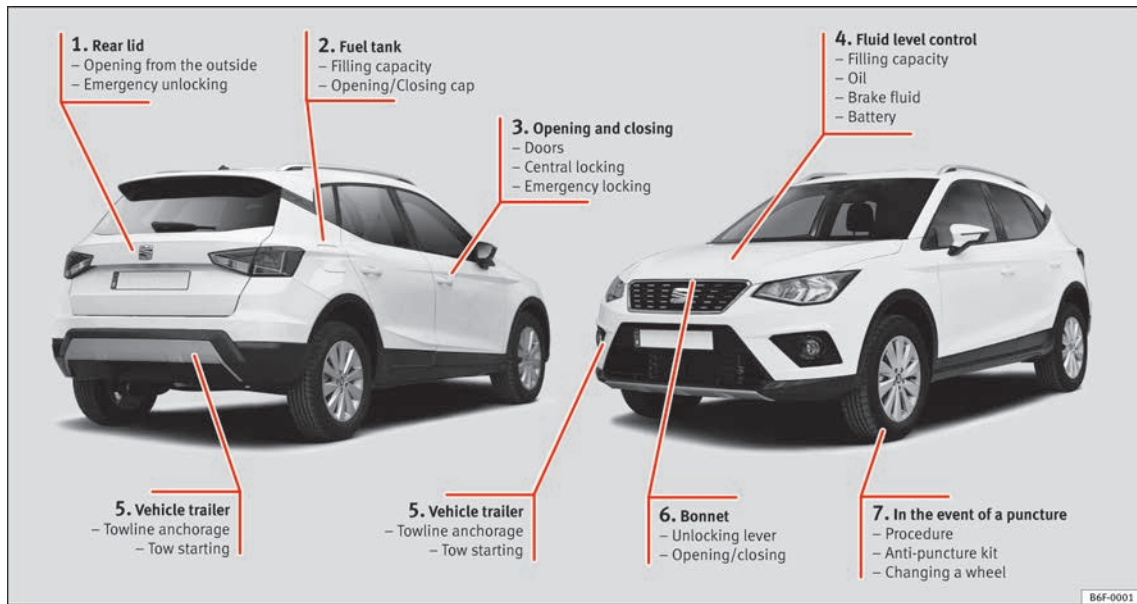 1. Rear lid
– Opening from the outside
– Emergency unlocking
2. Fuel tank
– Filling capacity
– Opening/Closing cap
3. Opening and closing
– Doors
– Central locking
– Emergency locking
4. Fluid level control
– Filling capacity
– Oil
– Brake fluid
– Battery
5. Vehicle trailer
– Towline anchorage
– Tow starting
5. Vehicle trailer
– Towline anchorage
– Tow starting
6. Bonnet
– Unlocking lever
– Opening/closing
7. In the event of a puncture
– Procedure
– Anti-puncture kit
– Changing a wheel
B6F-0001